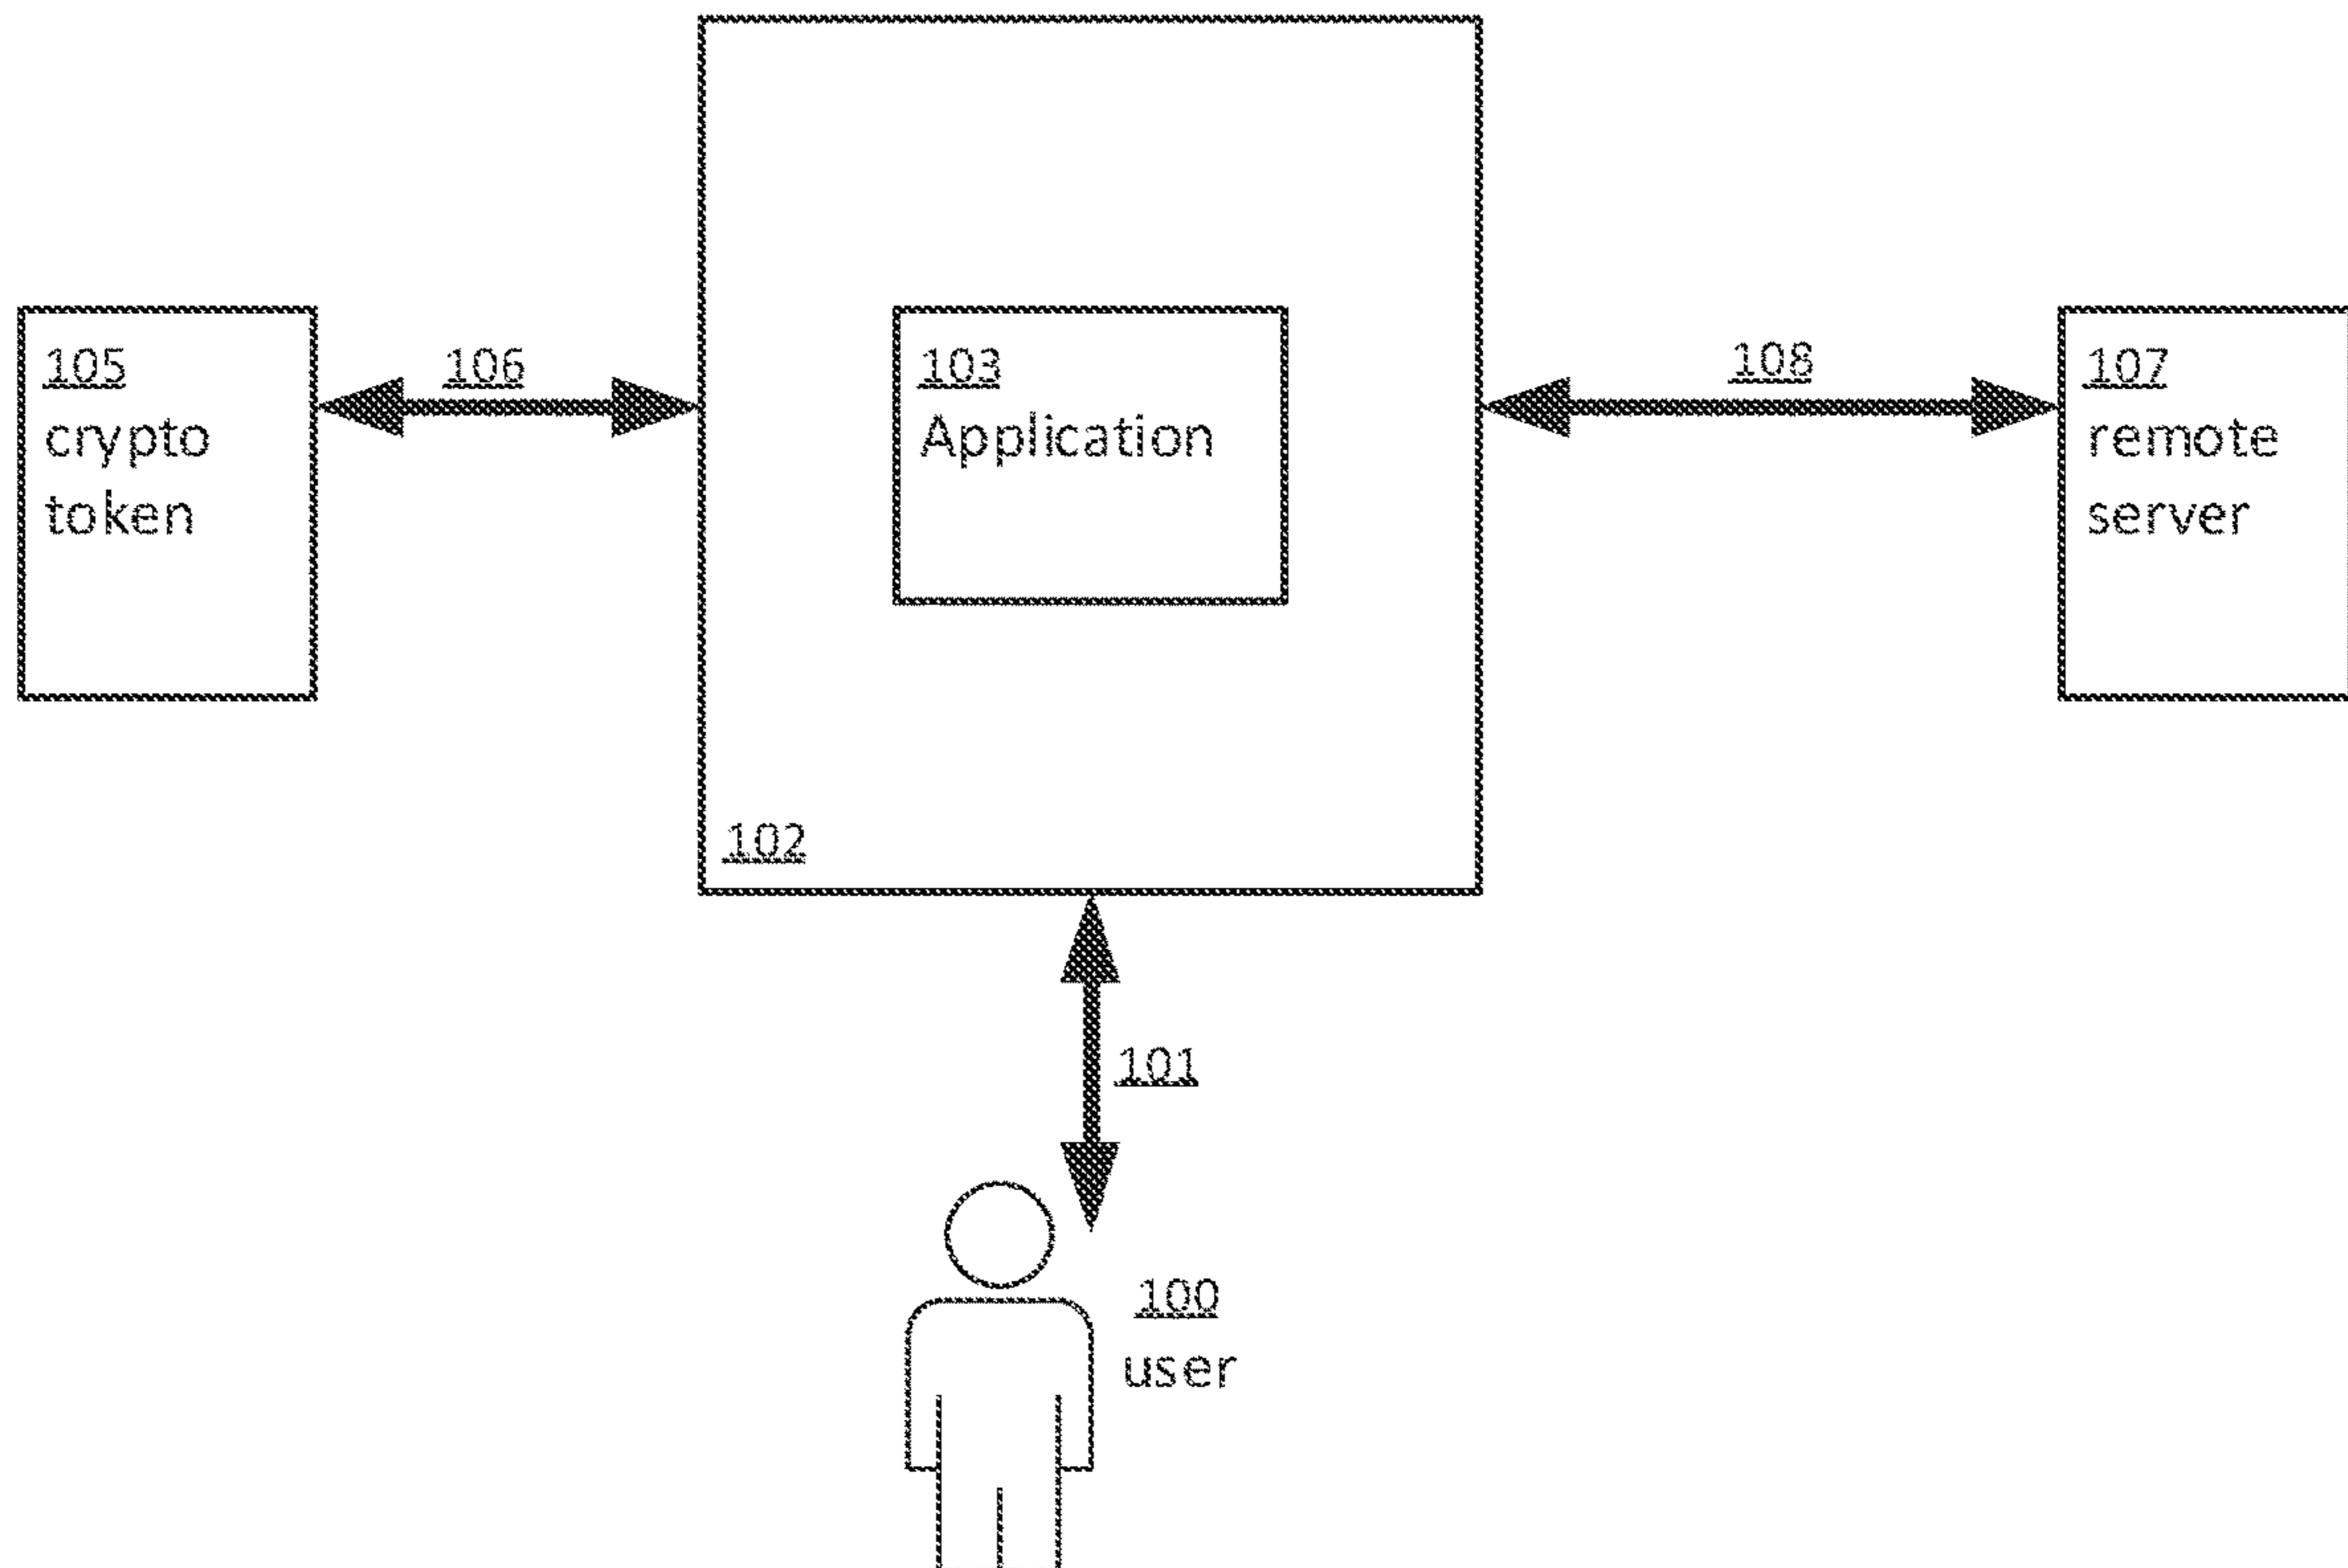 105
crypto
token
106
103
Application
108
107
remote
server
102
101
100
user